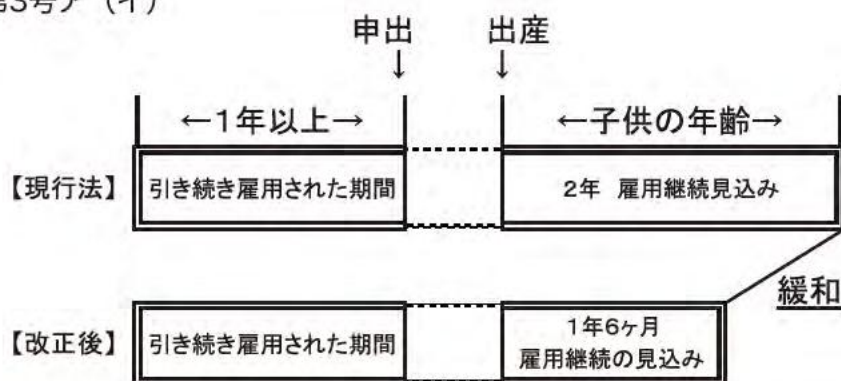 第3号ア（イ）
申出 出産
↓ ↓
←1年以上→ ←子供の年齢→
【現行法】 引き続き雇用された期間 2年 雇用継続見込み
緩和
【改正後】 引き続き雇用された期間 1年6ヶ月
雇用継続の見込み